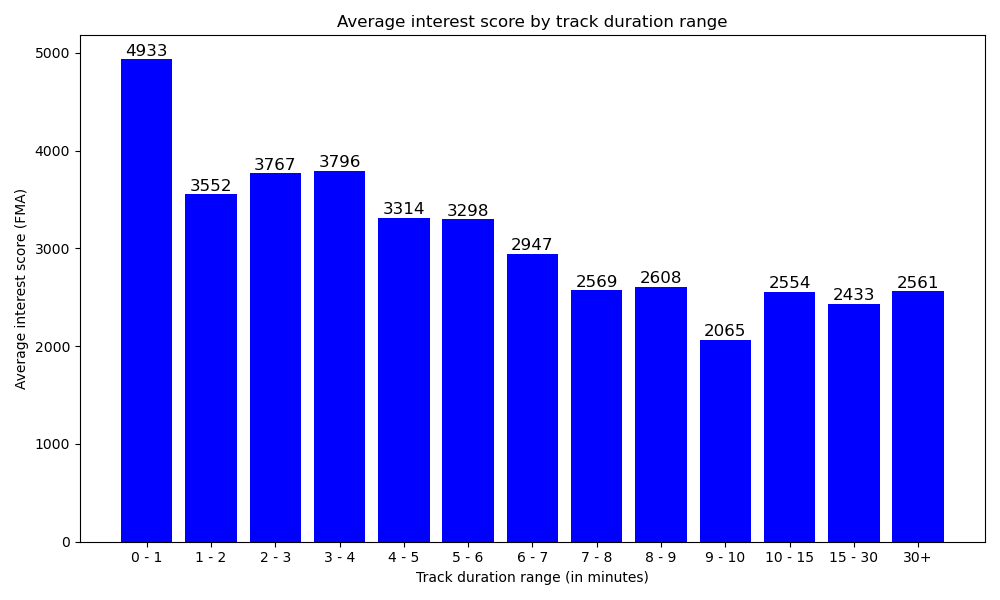 Average interest score by track duration range
Average interest score (FMA)
5000
4000
3000
2000
1000
0
4933
3552
3767
3796
3314
3298
2947
2569
2608
2065
2554
2433
2561
0 - 1
1 - 2
2 - 3
3 - 4
4 - 5
5 - 6
6 - 7
7 - 8
8 - 9
9 - 10
10 - 15
15 - 30
30+
Track duration range (in minutes)